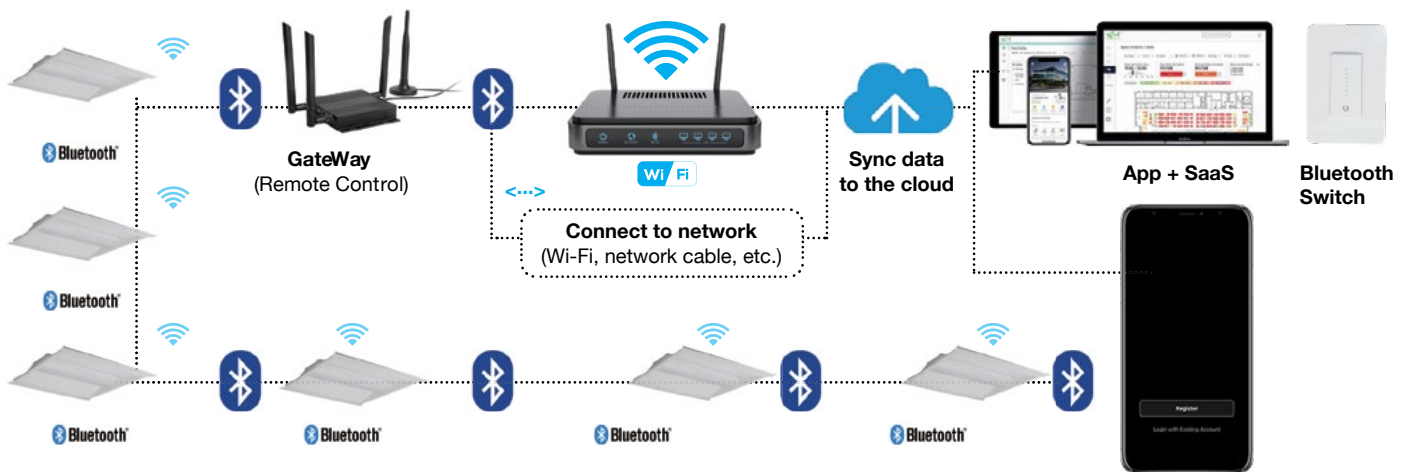 Bluetooth
GateWay
(Remote Control)
Wi Fi
<···>
Connect to network
(Wi-Fi, network cable, etc.)
Sync data
to the cloud
App + SaaS
Bluetooth
Switch
Bluetooth
Bluetooth
Bluetooth
Bluetooth
Bluetooth
Register
Login with Existing Account